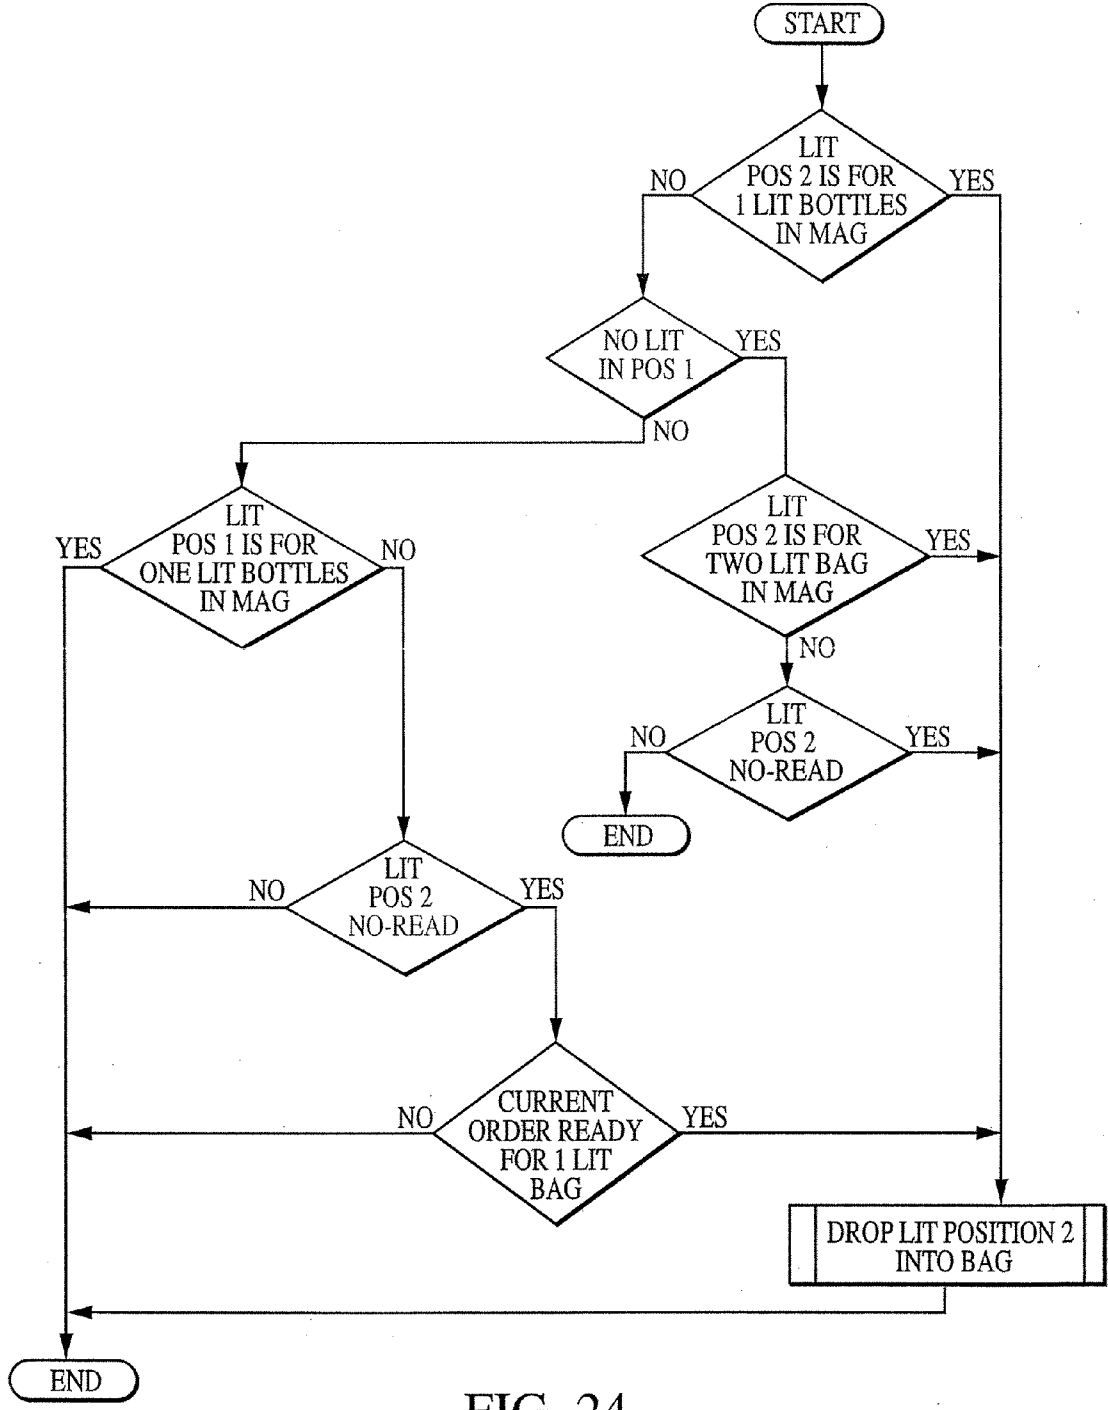 START
LIT
POS 2 IS FOR
1 LIT BOTTLES
IN MAG
NO
YES
NO LIT
IN POS 1
YES
NO
LIT
POS 1 IS FOR
ONE LIT BOTTLES
IN MAG
YES
NO
LIT
POS 2 IS FOR
TWO LIT BAG
IN MAG
YES
NO
LIT
POS 2
NO-READ
NO
YES
END
LIT
POS 2
NO-READ
NO
YES
CURRENT
ORDER READY
FOR 1 LIT
BAG
NO
YES
DROP LIT POSITION 2
INTO BAG
END
FIG. 24